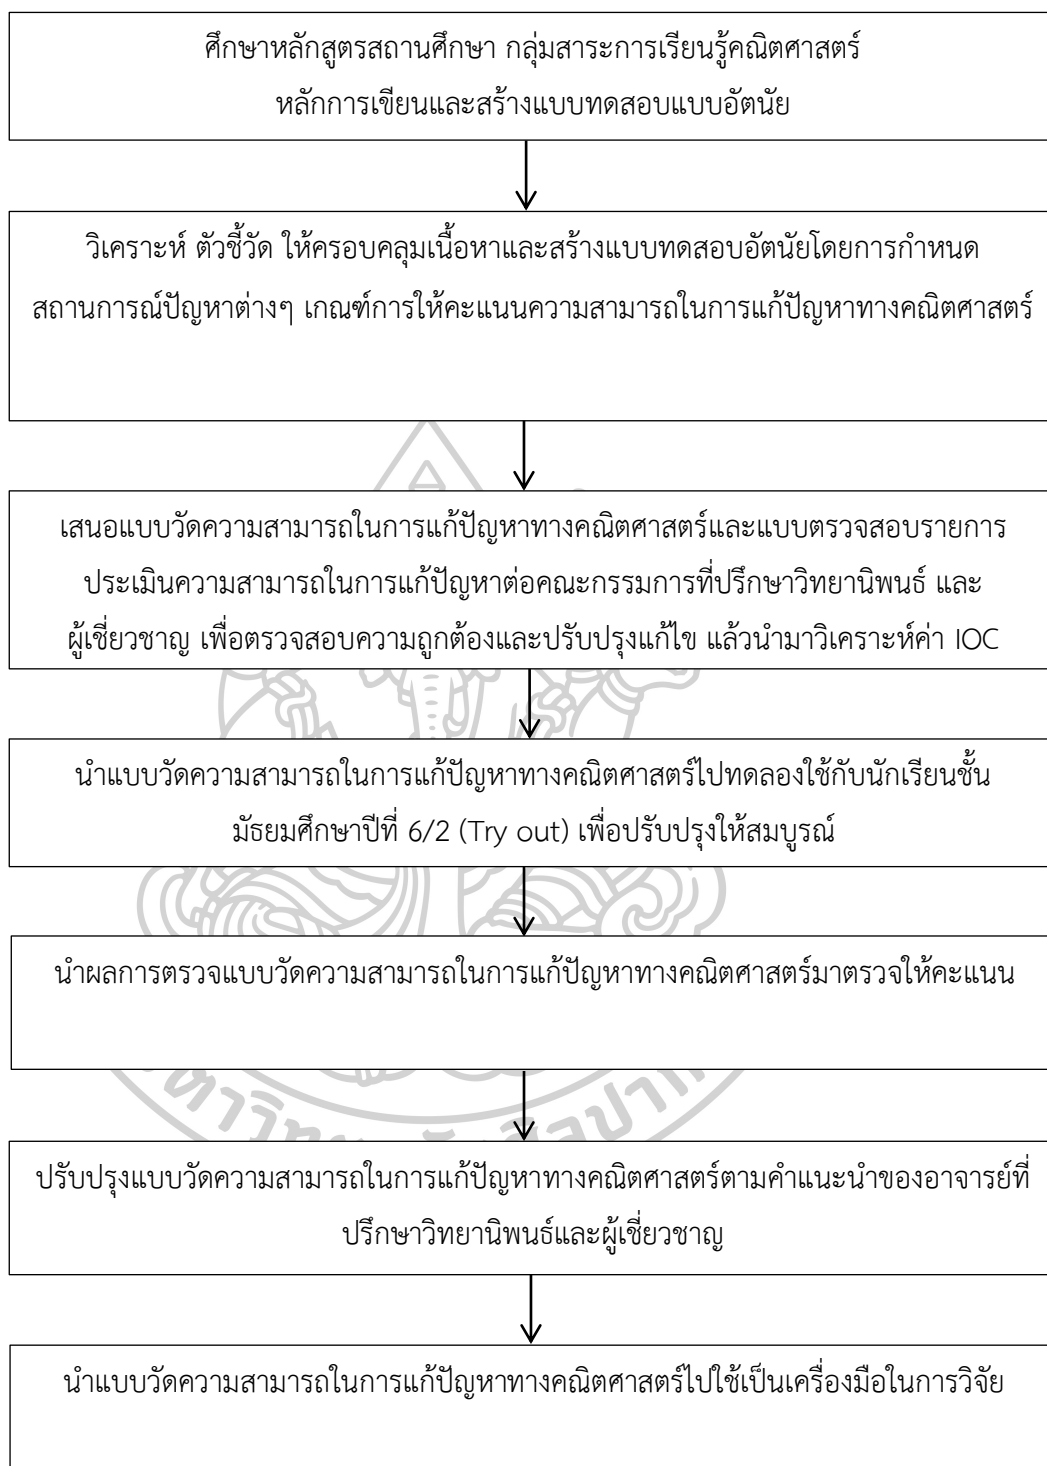 ศึกษาหลักสูตรสถานศึกษา กลุ่มสาระการเรียนรู้คณิตศาสตร์
หลักการเขียนและสร้างแบบทดสอบแบบอัตนัย
วิเคราะห์ ตัวชี้วัด ให้ครอบคลุมเนื้อหาและสร้างแบบทดสอบอัตนัยโดยการกำหนด
สถานการณ์ปัญหาต่างๆ เกณฑ์การให้คะแนนความสามารถในการแก้ปัญหาทางคณิตศาสตร์
เสนอแบบวัดความสามารถในการแก้ปัญหาทางคณิตศาสตร์และแบบตรวจสอบรายการ
ประเมินความสามารถในการแก้ปัญหาต่อคณะกรรมการที่ปรึกษาวิทยานิพนธ์ และ
ผู้เชี่ยวชาญ เพื่อตรวจสอบความถูกต้องและปรับปรุงแก้ไข แล้วนำมาวิเคราะห์ค่า IOC
นำแบบวัดความสามารถในการแก้ปัญหาทางคณิตศาสตร์ไปทดลองใช้กับนักเรียนชั้น
มัธยมศึกษาปีที่ 6/2 (Try out) เพื่อปรับปรุงให้สมบูรณ์
นำผลการตรวจแบบวัดความสามารถในการแก้ปัญหาทางคณิตศาสตร์มาตรวจให้คะแนน
ปรับปรุงแบบวัดความสามารถในการแก้ปัญหาทางคณิตศาสตร์ตามคำแนะนำของอาจารย์ที่
ปรึกษาวิทยานิพนธ์และผู้เชี่ยวชาญ
นำแบบวัดความสามารถในการแก้ปัญหาทางคณิตศาสตร์ไปใช้เป็นเครื่องมือในการวิจัย